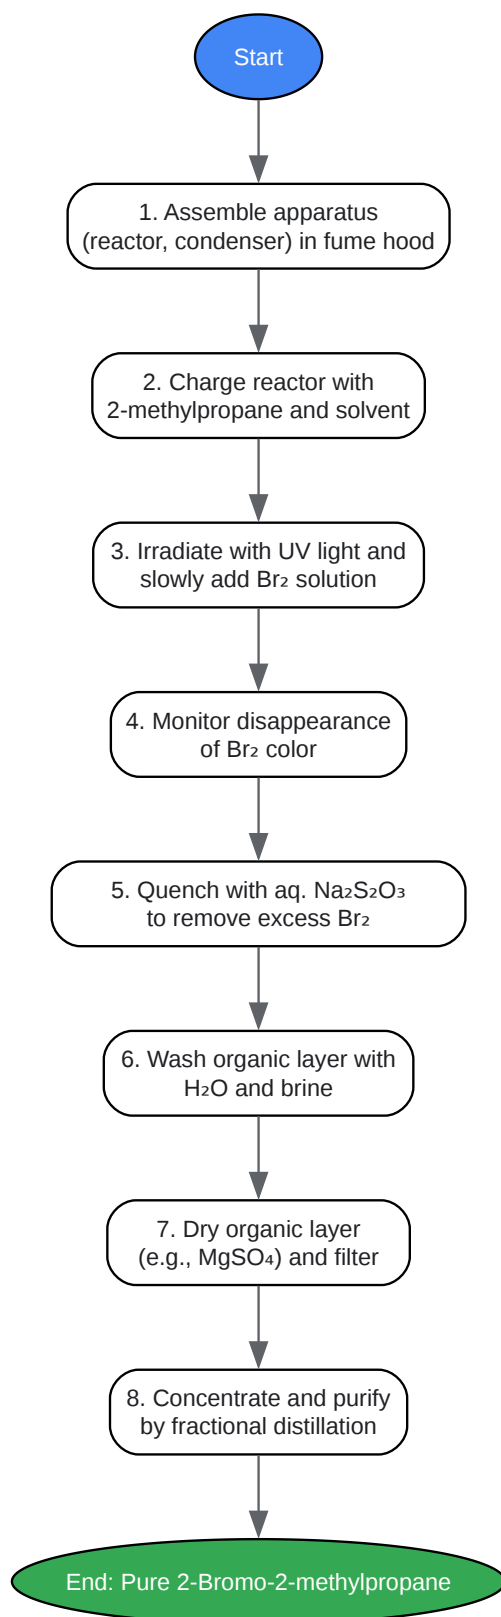 Start
1. Assemble apparatus
(reactor, condenser) in fume hood
2. Charge reactor with
2-methylpropane and solvent
3. Irradiate with UV light and
slowly add Br₂ solution
4. Monitor disappearance
of Br₂ color
5. Quench with aq. Na₂S₂O₃
to remove excess Br₂
6. Wash organic layer with
H₂O and brine
7. Dry organic layer
(e.g., MgSO₄) and filter
8. Concentrate and purify
by fractional distillation
End: Pure 2-Bromo-2-methylpropane